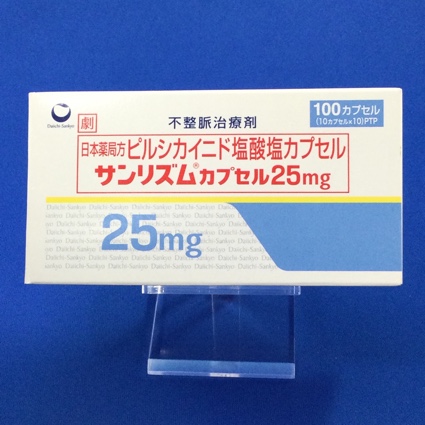 Daiichi-Sankyo
劇
不整脈治療剤
100カプセル
(10カプセル×10)PTP
日本薬局方 ピルシカイニド塩酸塩カプセル
サンリズム®カプセル25mg
25mg